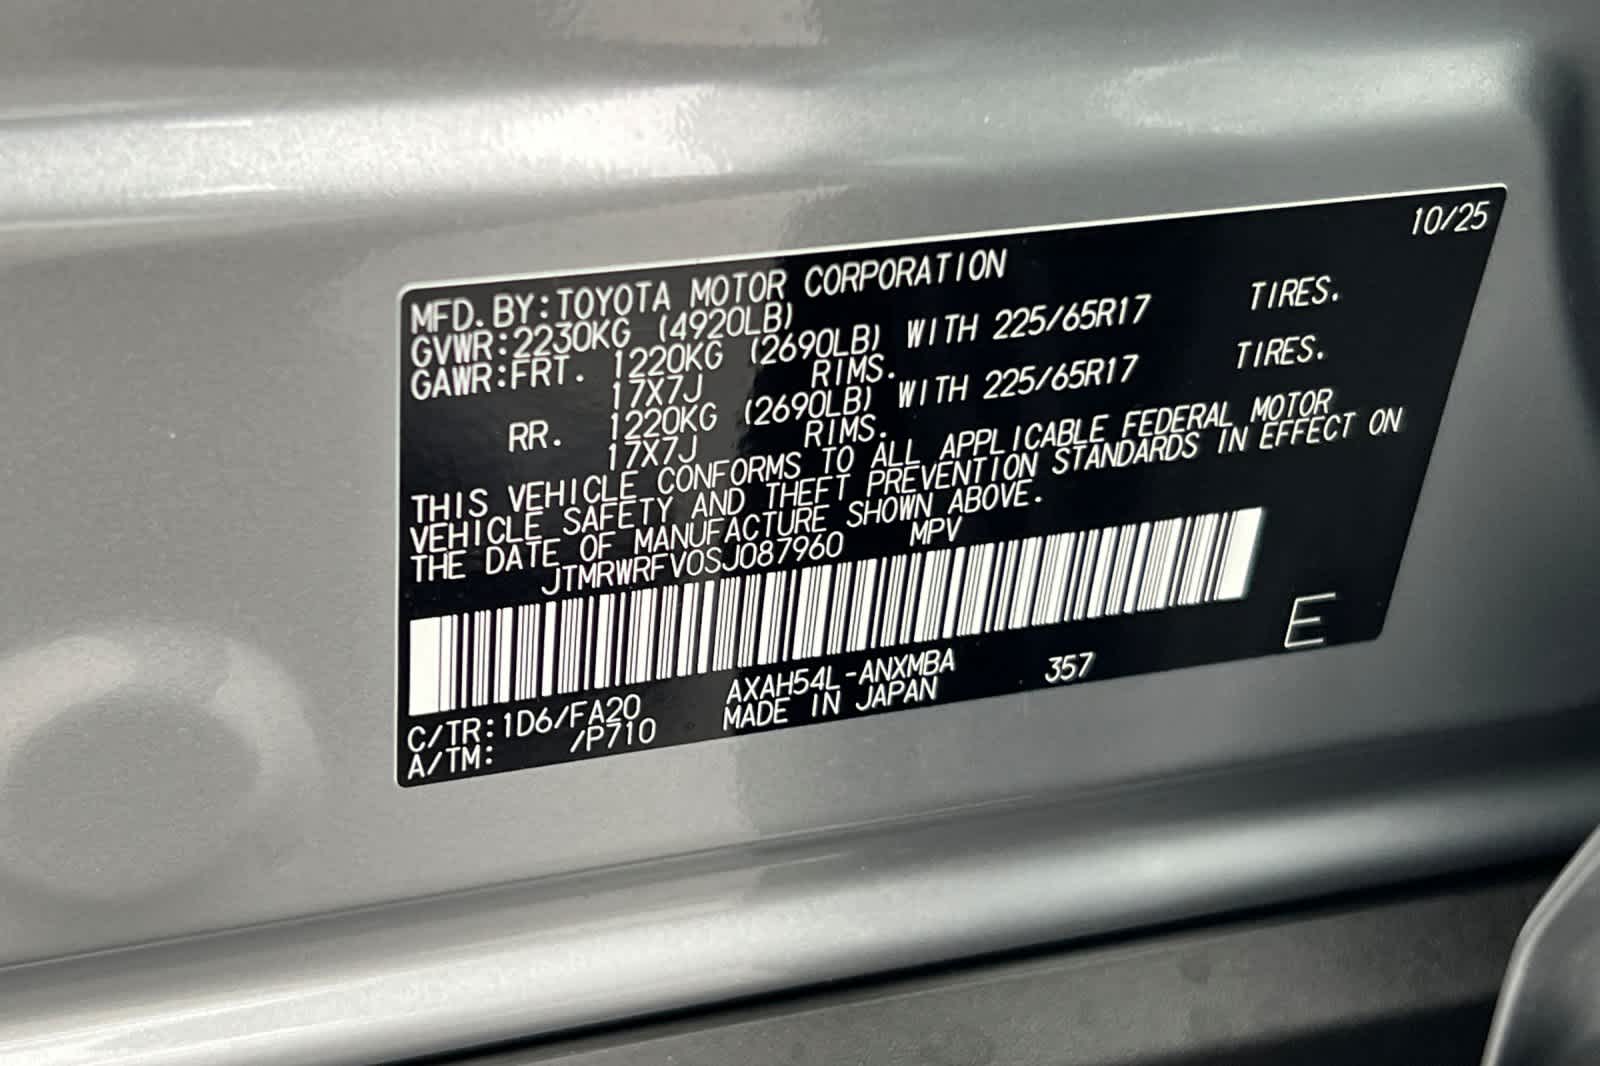 10/25
MFD. BY: TOYOTA MOTOR CORPORATION
GVWR: 2230KG (4920LB)
GAWR: FRT. 1220KG (2690LB) WITH 225/65R17 TIRES.
17X7J RIMS.
RR. 1220KG (2690LB) WITH 225/65R17 TIRES.
17X7J RIMS.
THIS VEHICLE CONFORMS TO ALL APPLICABLE FEDERAL MOTOR
VEHICLE SAFETY AND THEFT PREVENTION STANDARDS IN EFFECT ON
THE DATE OF MANUFACTURE SHOWN ABOVE.
JTMRWRFV0SJ087960 MPV
E
C/TR: 1D6/FA20 AXAH54L-ANXMBA 357
A/TM: /P710 MADE IN JAPAN